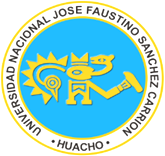 UNIVERSIDAD NACIONAL JOSE FAUSTINO SANCHEZ CARRION
• HUACHO •